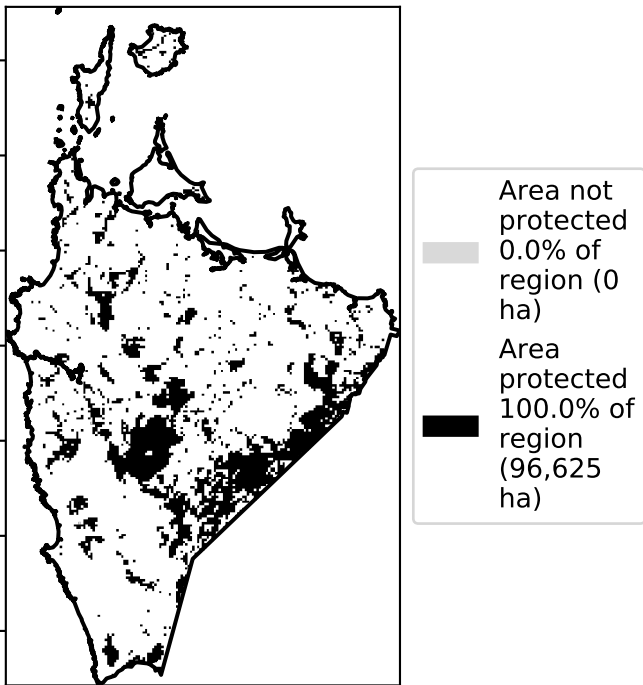 Area not
protected
0.0% of
region (0
ha)
Area
protected
100.0% of
region
(96,625
ha)